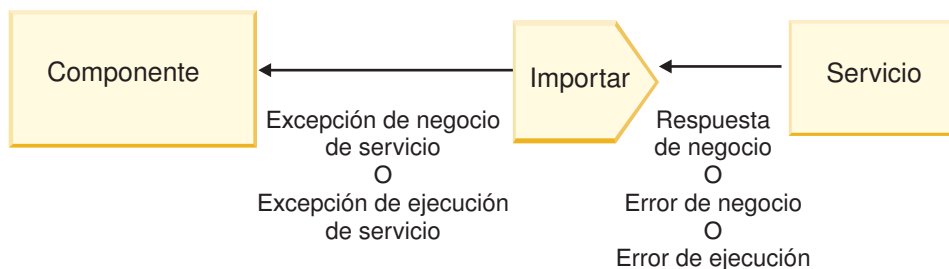 Componente
Importar
Servicio
Excepción de negocio
de servicio
O
Excepción de ejecución
de servicio
Respuesta
de negocio
O
Error de negocio
O
Error de ejecución